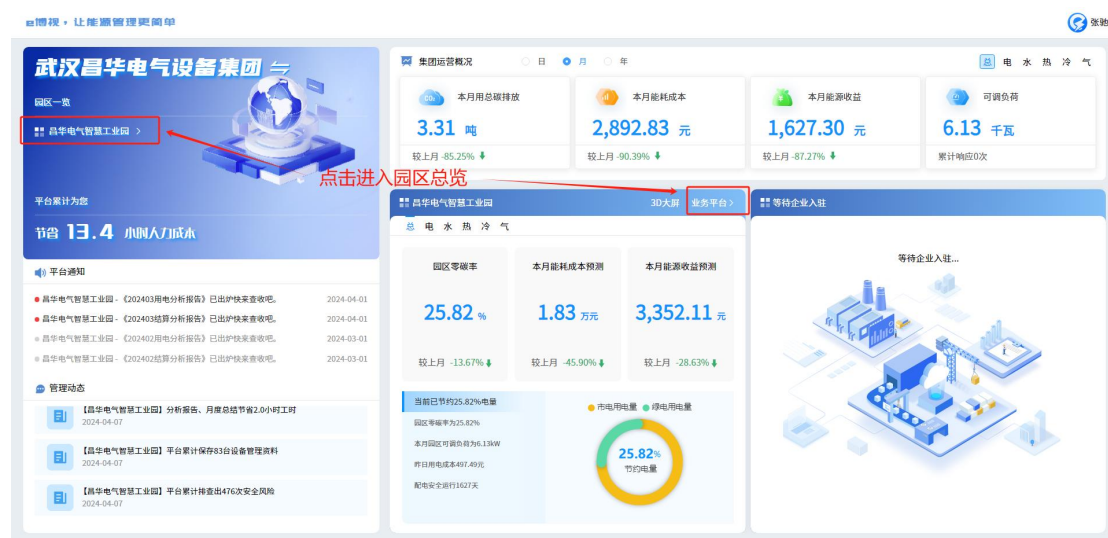 e博视，让能源管理更简单
张驰
武汉昌华电气设备集团
园区一览
昌华电气智慧工业园 >
平台累计为您
节省 13.4 小时人力成本
平台通知
昌华电气智慧工业园 - 《202403用电分析报告》已出炉快来查收吧。 2024-04-01
昌华电气智慧工业园 - 《202403结算分析报告》已出炉快来查收吧。 2024-04-01
昌华电气智慧工业园 - 《202402用电分析报告》已出炉快来查收吧。 2024-03-01
昌华电气智慧工业园 - 《202402结算分析报告》已出炉快来查收吧。 2024-03-01
管理动态
【昌华电气智慧工业园】分析报告、月度总结节省2.0小时工时
2024-04-07
【昌华电气智慧工业园】平台累计保存83台设备管理资料
2024-04-07
【昌华电气智慧工业园】平台累计排查出476次安全风险
2024-04-07
集团运营概况 日 月 年 总 电 水 热 冷 气
CO₂ 本月用总碳排放
3.31 吨
较上月 -85.25%
本月能耗成本
2,892.83 元
较上月 -90.39%
本月能源收益
1,627.30 元
较上月 -87.27%
可调负荷
6.13 千瓦
累计响应0次
点击进入园区总览
昌华电气智慧工业园 3D大屏 业务平台 >
总 电 水 热 冷 气
园区零碳率
25.82 %
较上月 -13.67%
本月能耗成本预测
1.83 万元
较上月 -45.90%
本月能源收益预测
3,352.11 元
较上月 -28.63%
当前已节约25.82%电量
园区零碳率为25.82%
本月园区可调负荷为6.13kW
昨日用电成本497.49元
配电安全运行1627天
市电用电量 绿电用电量
25.82%
节约电量
等待企业入驻
等待企业入驻...